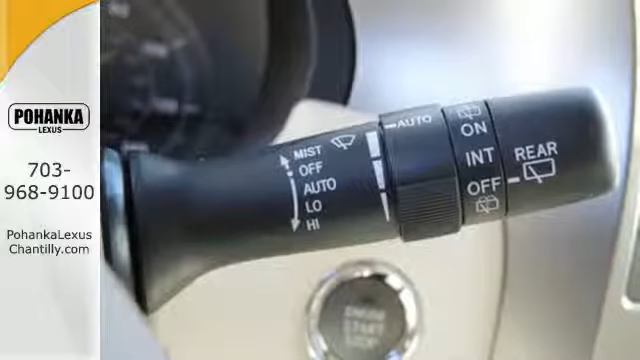 POHANKA
LEXUS
703-
968-9100
PohankaLexus
Chantilly.com
MIST
OFF
AUTO
LO
HI
AUTO
ON
INT
OFF
REAR
ENGINE
START
STOP